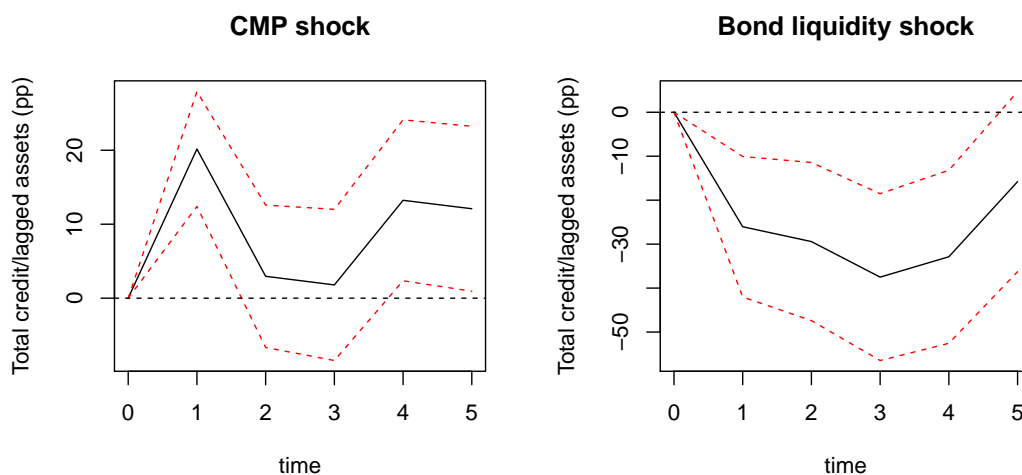 CMP shock
Total credit/lagged assets (pp)
20
10
0
0 1 2 3 4 5
time
Bond liquidity shock
Total credit/lagged assets (pp)
0
−10
−30
−50
0 1 2 3 4 5
time